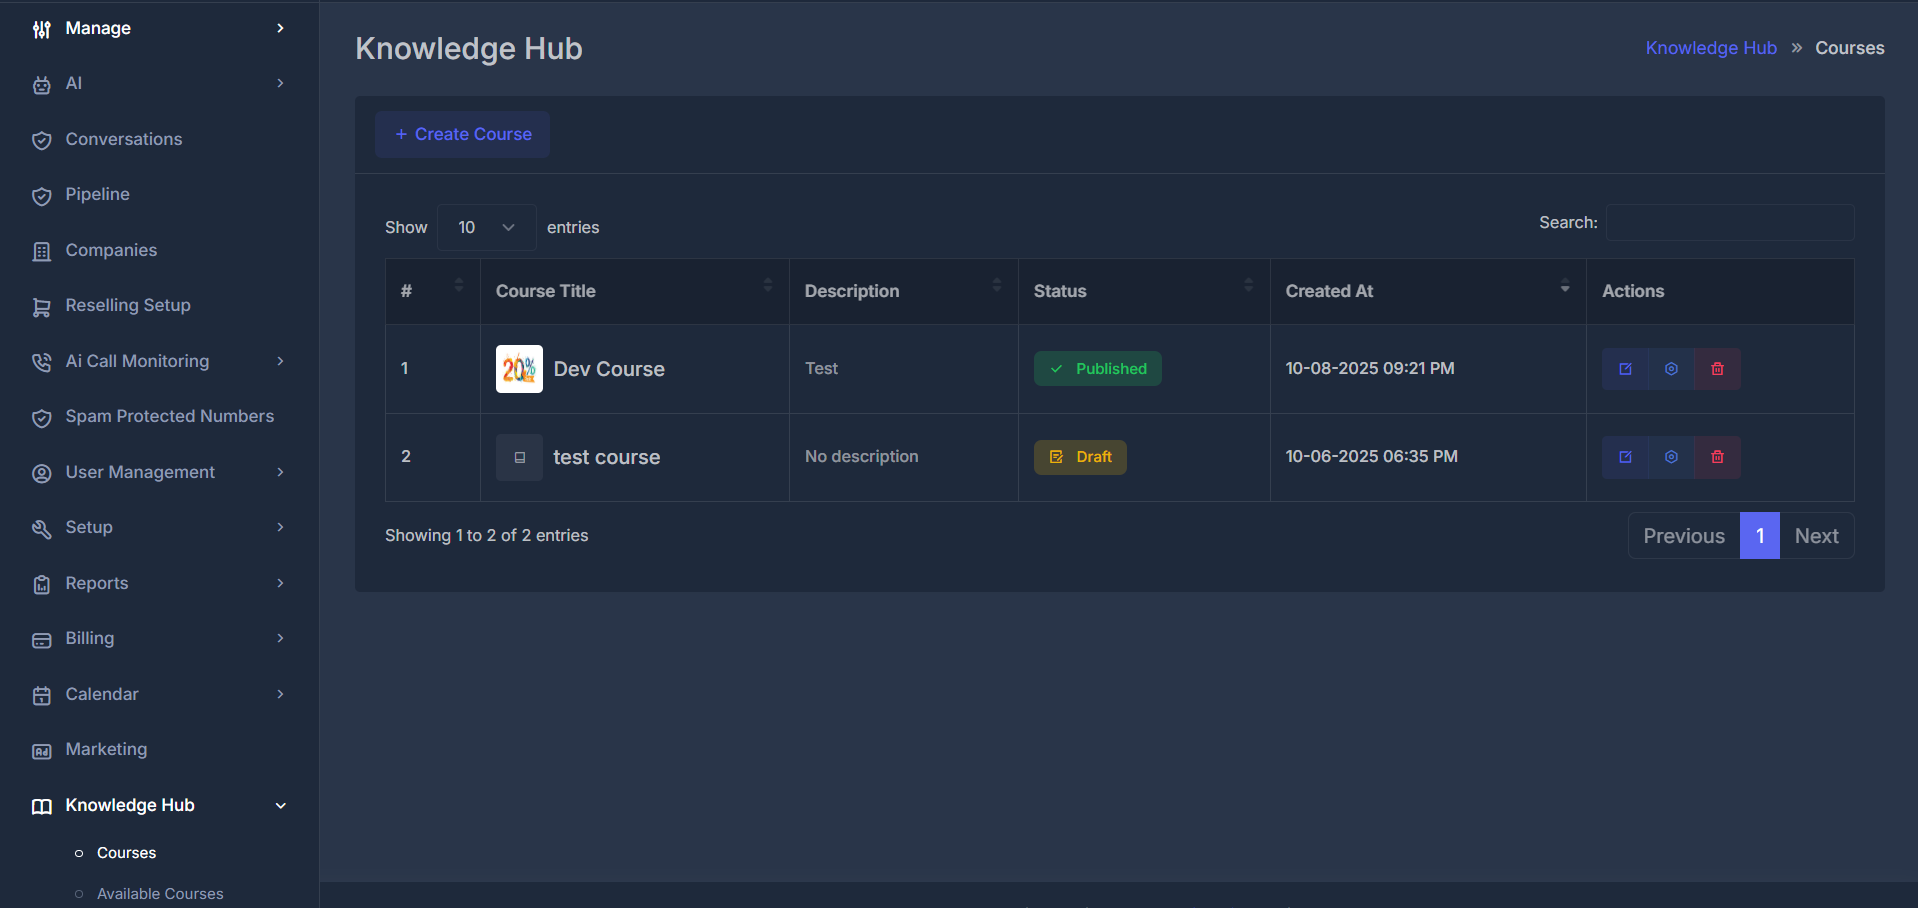 Manage
AI
Conversations
Pipeline
Companies
Reselling Setup
Ai Call Monitoring
Spam Protected Numbers
User Management
Setup
Reports
Billing
Calendar
Marketing
Knowledge Hub
Courses
Available Courses
Knowledge Hub
Knowledge Hub » Courses
+ Create Course
Show 10 entries
Search:
# Course Title Description Status Created At Actions
1 20% Dev Course Test Published 10-08-2025 09:21 PM
2 test course No description Draft 10-06-2025 06:35 PM
Showing 1 to 2 of 2 entries
Previous 1 Next